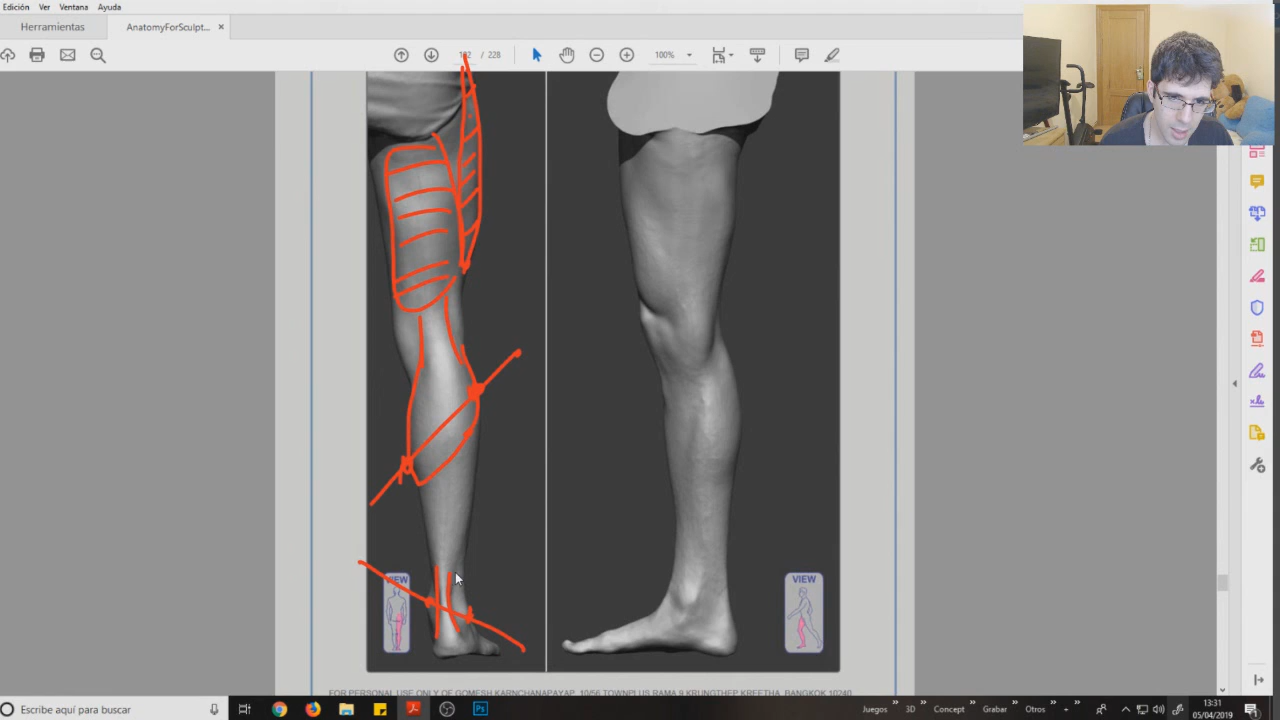 Edición Ver Ventana Ayuda
Herramientas
AnatomyForSculpt...
/ 228
100%
VIEW
VIEW
FOR PERSONAL USE ONLY OF GOMESH KARNCHANAPAYAP, 10/56 TOWNPLUS RAMA 9 KRUNGTHEP KREETHA, BANGKOK 10240
Escribe aquí para buscar
Ps
Juegos
3D
Concept
Grabar
Otros
13:31
05/04/2019